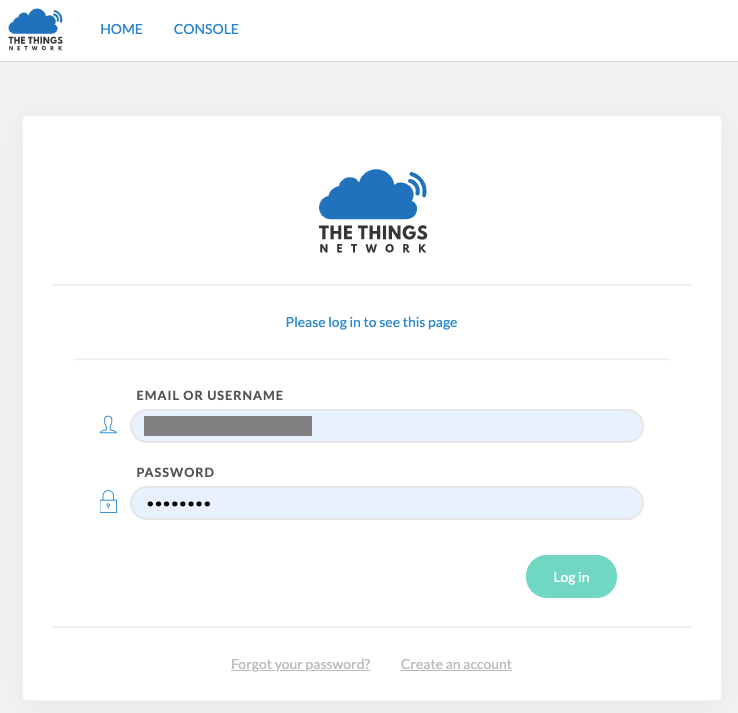 THE THINGS
NETWORK
HOME CONSOLE
THE THINGS
NETWORK
Please log in to see this page
EMAIL OR USERNAME
PASSWORD
••••••••
Log in
Forgot your password? Create an account